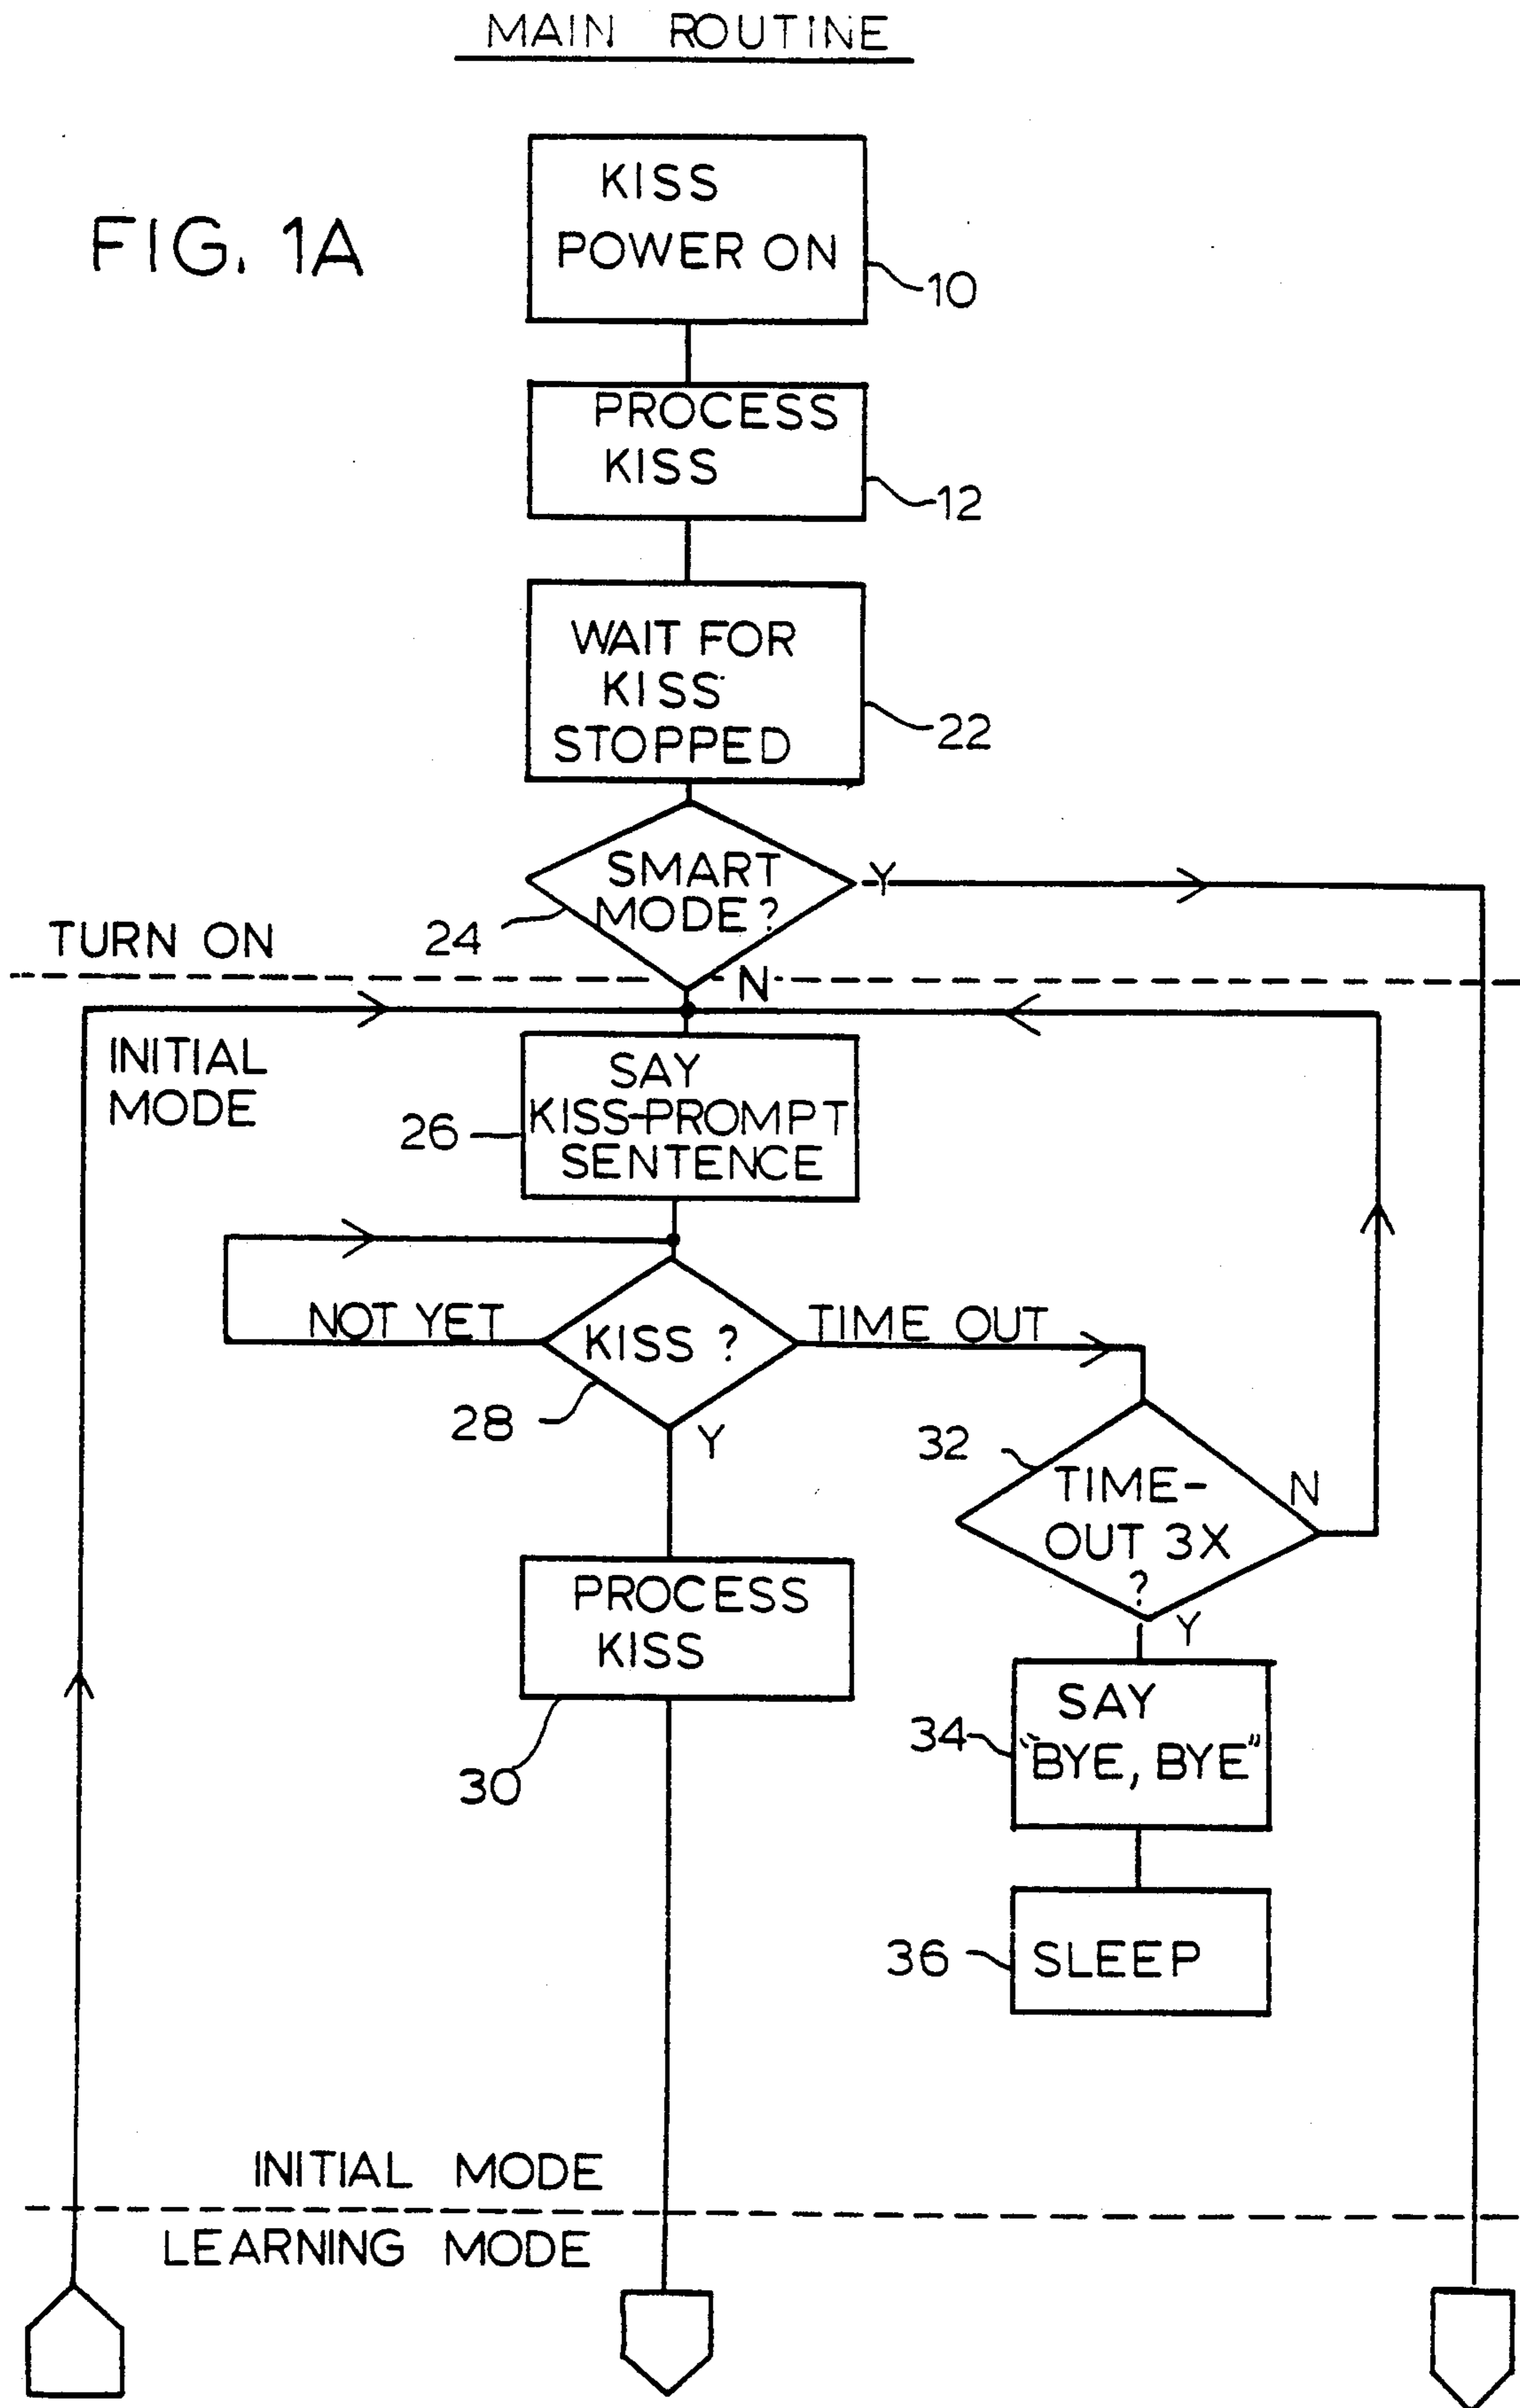 MAIN ROUTINE
FIG. 1A
KISS
POWER ON
10
PROCESS
KISS
12
WAIT FOR
KISS
STOPPED
22
SMART
MODE?
Y
24
TURN ON
N
INITIAL
MODE
SAY
KISS-PROMPT
SENTENCE
26
NOT YET
KISS ?
TIME OUT
28
Y
32
TIME-
OUT 3X
?
N
Y
PROCESS
KISS
30
SAY
"BYE, BYE"
34
SLEEP
36
INITIAL MODE
LEARNING MODE